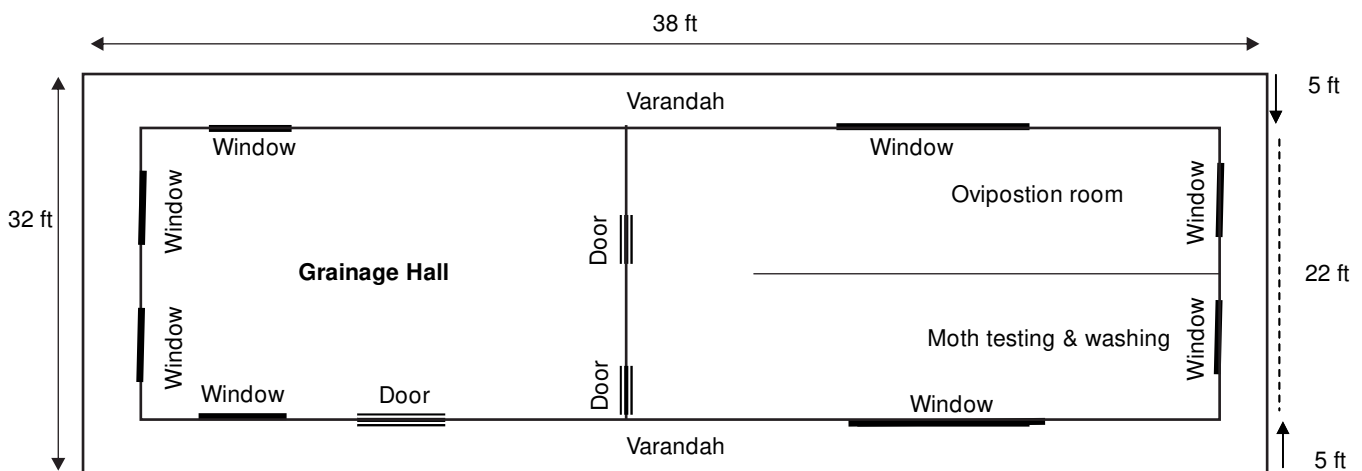 38 ft
5 ft
Varandah
Window
Window
Window
Ovipostion room
Window
32 ft
Door
Grainage Hall
22 ft
Window
Moth testing & washing
Window
Window
Door
Door
Window
Varandah
5 ft